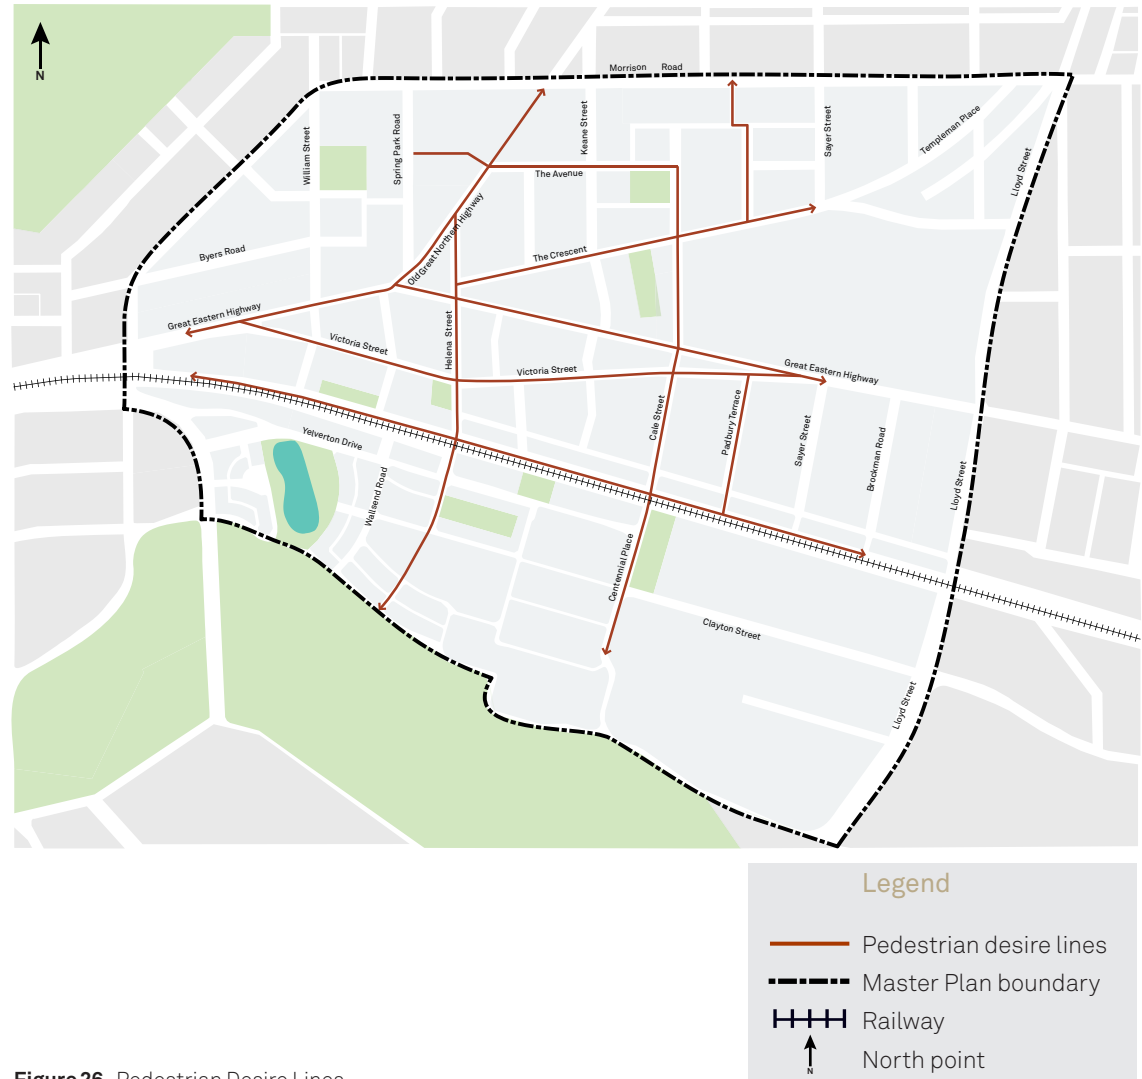 N
Morrison Road
William Street
Spring Park Road
Keane Street
Sayer Street
Templeman Place
Lloyd Street
The Avenue
Old Great Northern Highway
Byers Road
The Crescent
Great Eastern Highway
Victoria Street
Helena Street
Victoria Street
Great Eastern Highway
Cale Street
Padbury Terrace
Sayer Street
Brockman Road
Lloyd Street
Yelverton Drive
Wallsend Road
Centennial Place
Clayton Street
Lloyd Street
Legend
Pedestrian desire lines
Master Plan boundary
Railway
N
North point
Figure 26 Pedestrian Desire Lines